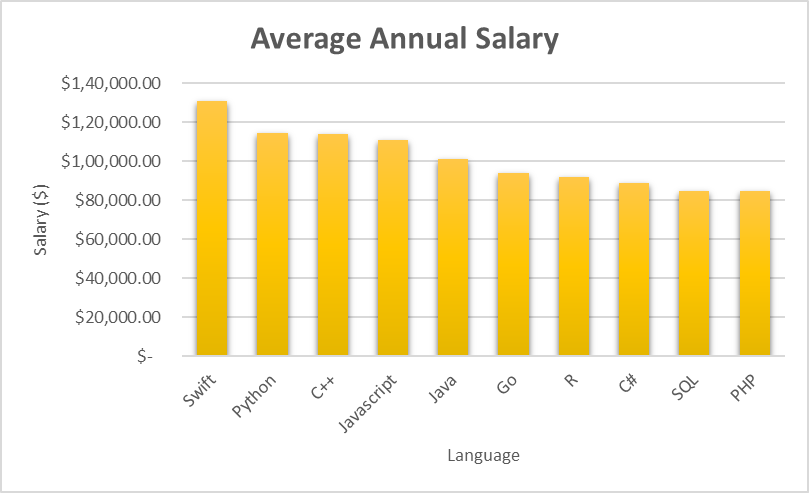 Average Annual Salary
$1,40,000.00
$1,20,000.00
$1,00,000.00
$80,000.00
$60,000.00
$40,000.00
$20,000.00
$-
Salary ($)
Swift
Python
C++
Javascript
Java
Go
R
C#
SQL
PHP
Language